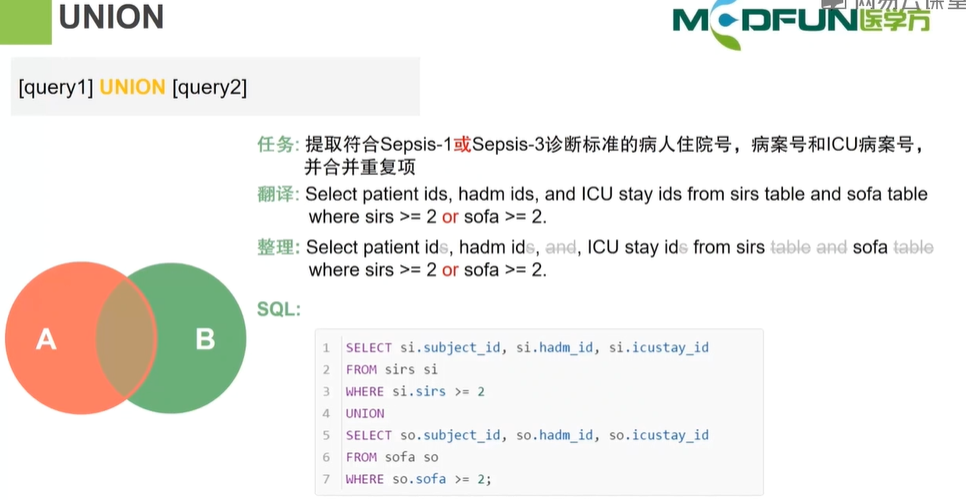 UNION
MEDFUN医学方
网易云课堂
[query1] UNION [query2]
任务: 提取符合Sepsis-1或Sepsis-3诊断标准的病人住院号，病案号和ICU病案号，
并合并重复项
翻译: Select patient ids, hadm ids, and ICU stay ids from sirs table and sofa table
where sirs >= 2 or sofa >= 2.
整理: Select patient ids, hadm ids, and, ICU stay ids from sirs table and sofa table
where sirs >= 2 or sofa >= 2.
A
B
SQL:
1 SELECT si.subject_id, si.hadm_id, si.icustay_id
2 FROM sirs si
3 WHERE si.sirs >= 2
4 UNION
5 SELECT so.subject_id, so.hadm_id, so.icustay_id
6 FROM sofa so
7 WHERE so.sofa >= 2;